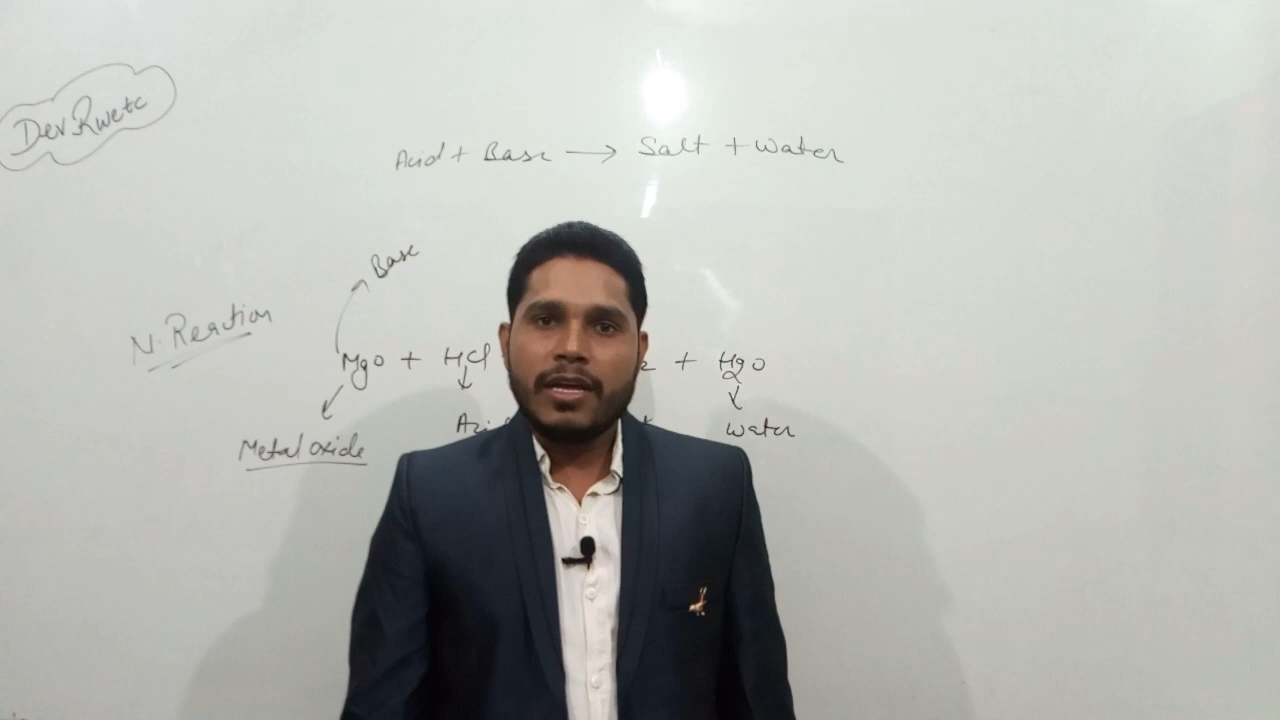 Dev Rwetc
Acid + Base → Salt + Water
Base
N. Reaction
MgO + HCl + H2O
Metal oxide
Water